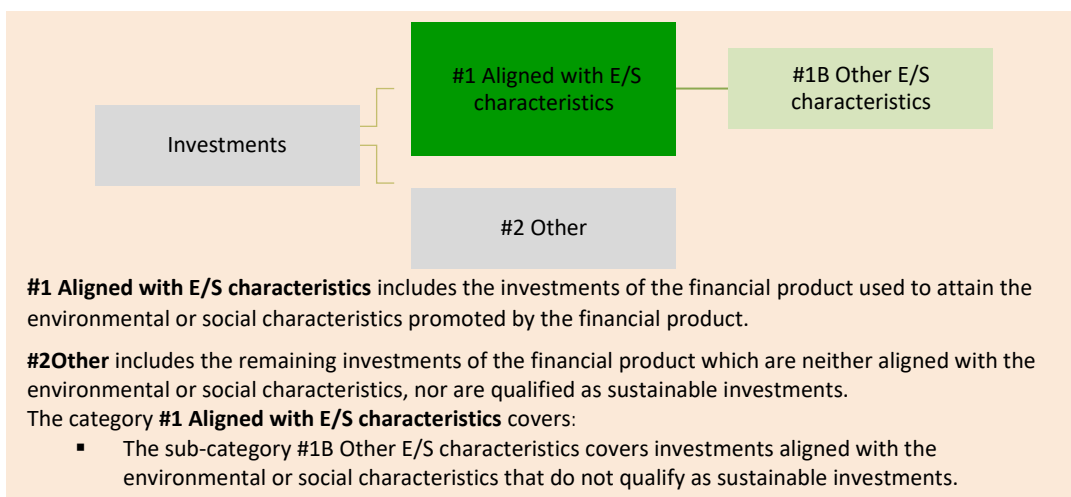 #1 Aligned with E/S
characteristics
#1B Other E/S
characteristics
Investments
#2 Other
#1 Aligned with E/S characteristics includes the investments of the financial product used to attain the
environmental or social characteristics promoted by the financial product.
#2Other includes the remaining investments of the financial product which are neither aligned with the
environmental or social characteristics, nor are qualified as sustainable investments.
The category #1 Aligned with E/S characteristics covers:
▪ The sub-category #1B Other E/S characteristics covers investments aligned with the
environmental or social characteristics that do not qualify as sustainable investments.